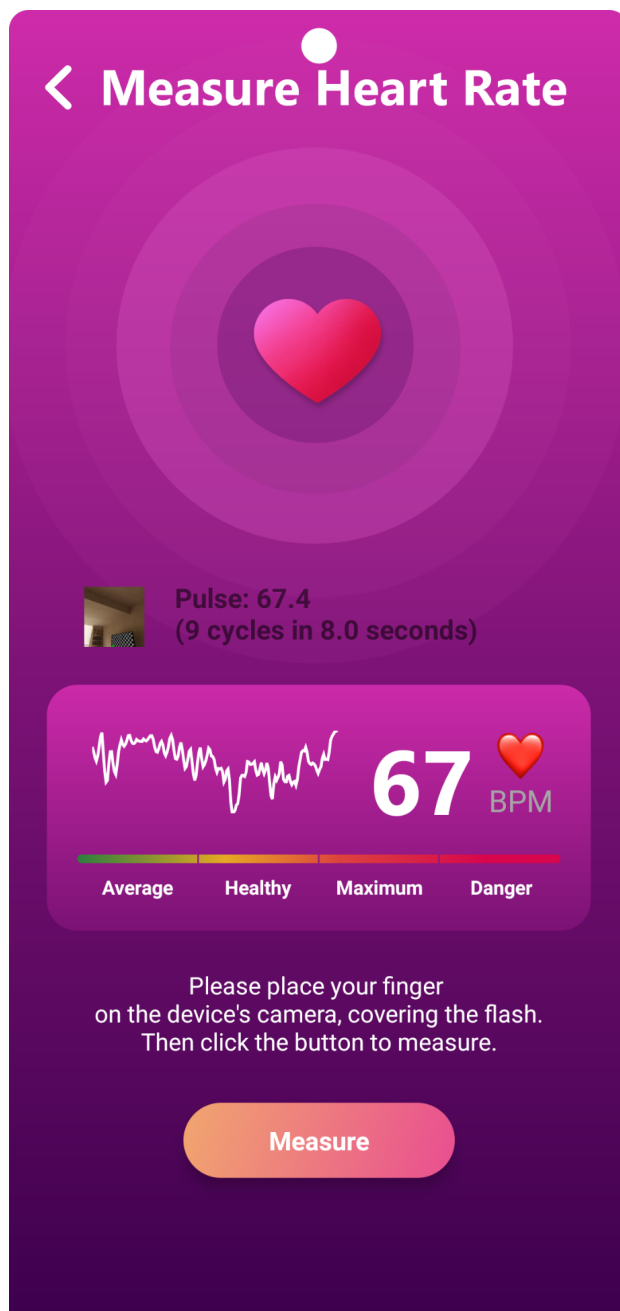 Measure Heart Rate
Pulse: 67.4
(9 cycles in 8.0 seconds)
67
BPM
Average Healthy Maximum Danger
Please place your finger
on the device's camera, covering the flash.
Then click the button to measure.
Measure